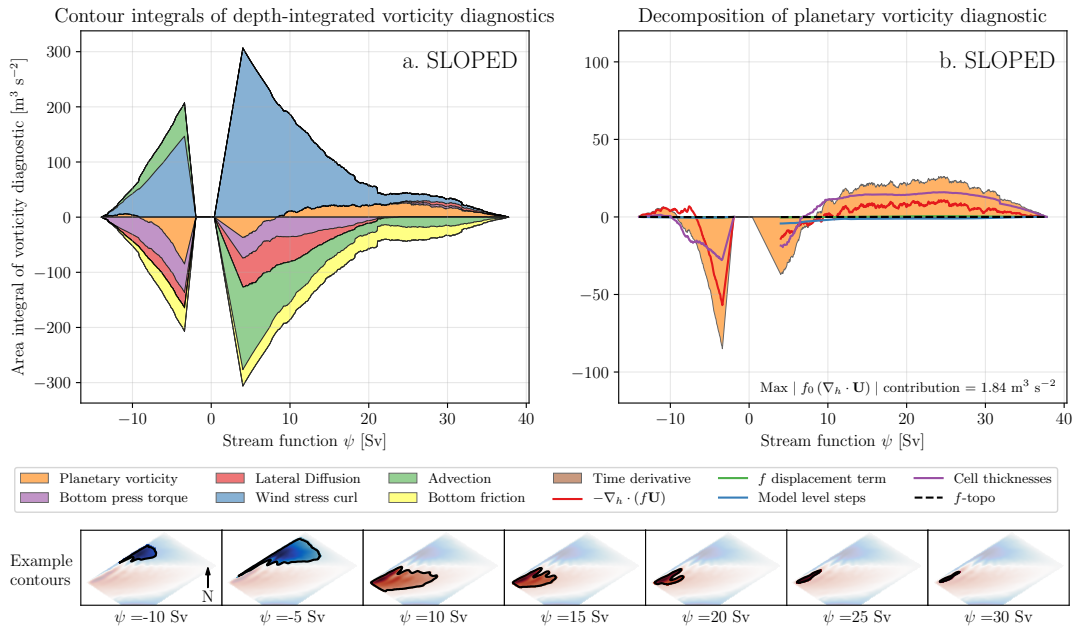 Contour integrals of depth-integrated vorticity diagnostics
Decomposition of planetary vorticity diagnostic
a. SLOPED
b. SLOPED
Area integral of vorticity diagnostic [m³ s⁻²]
300
200
100
0
−100
−200
−300
−10
0
10
20
30
40
Stream function ψ [Sv]
100
50
0
−50
−100
Max | f₀ (∇ₕ · U) | contribution = 1.84 m³ s⁻²
−10
0
10
20
30
40
Stream function ψ [Sv]
Planetary vorticity
Bottom press torque
Lateral Diffusion
Wind stress curl
Advection
Bottom friction
Time derivative
−∇ₕ · (fU)
f displacement term
Model level steps
Cell thicknesses
f-topo
Example
contours
N
ψ =-10 Sv
ψ =-5 Sv
ψ =10 Sv
ψ =15 Sv
ψ =20 Sv
ψ =25 Sv
ψ =30 Sv